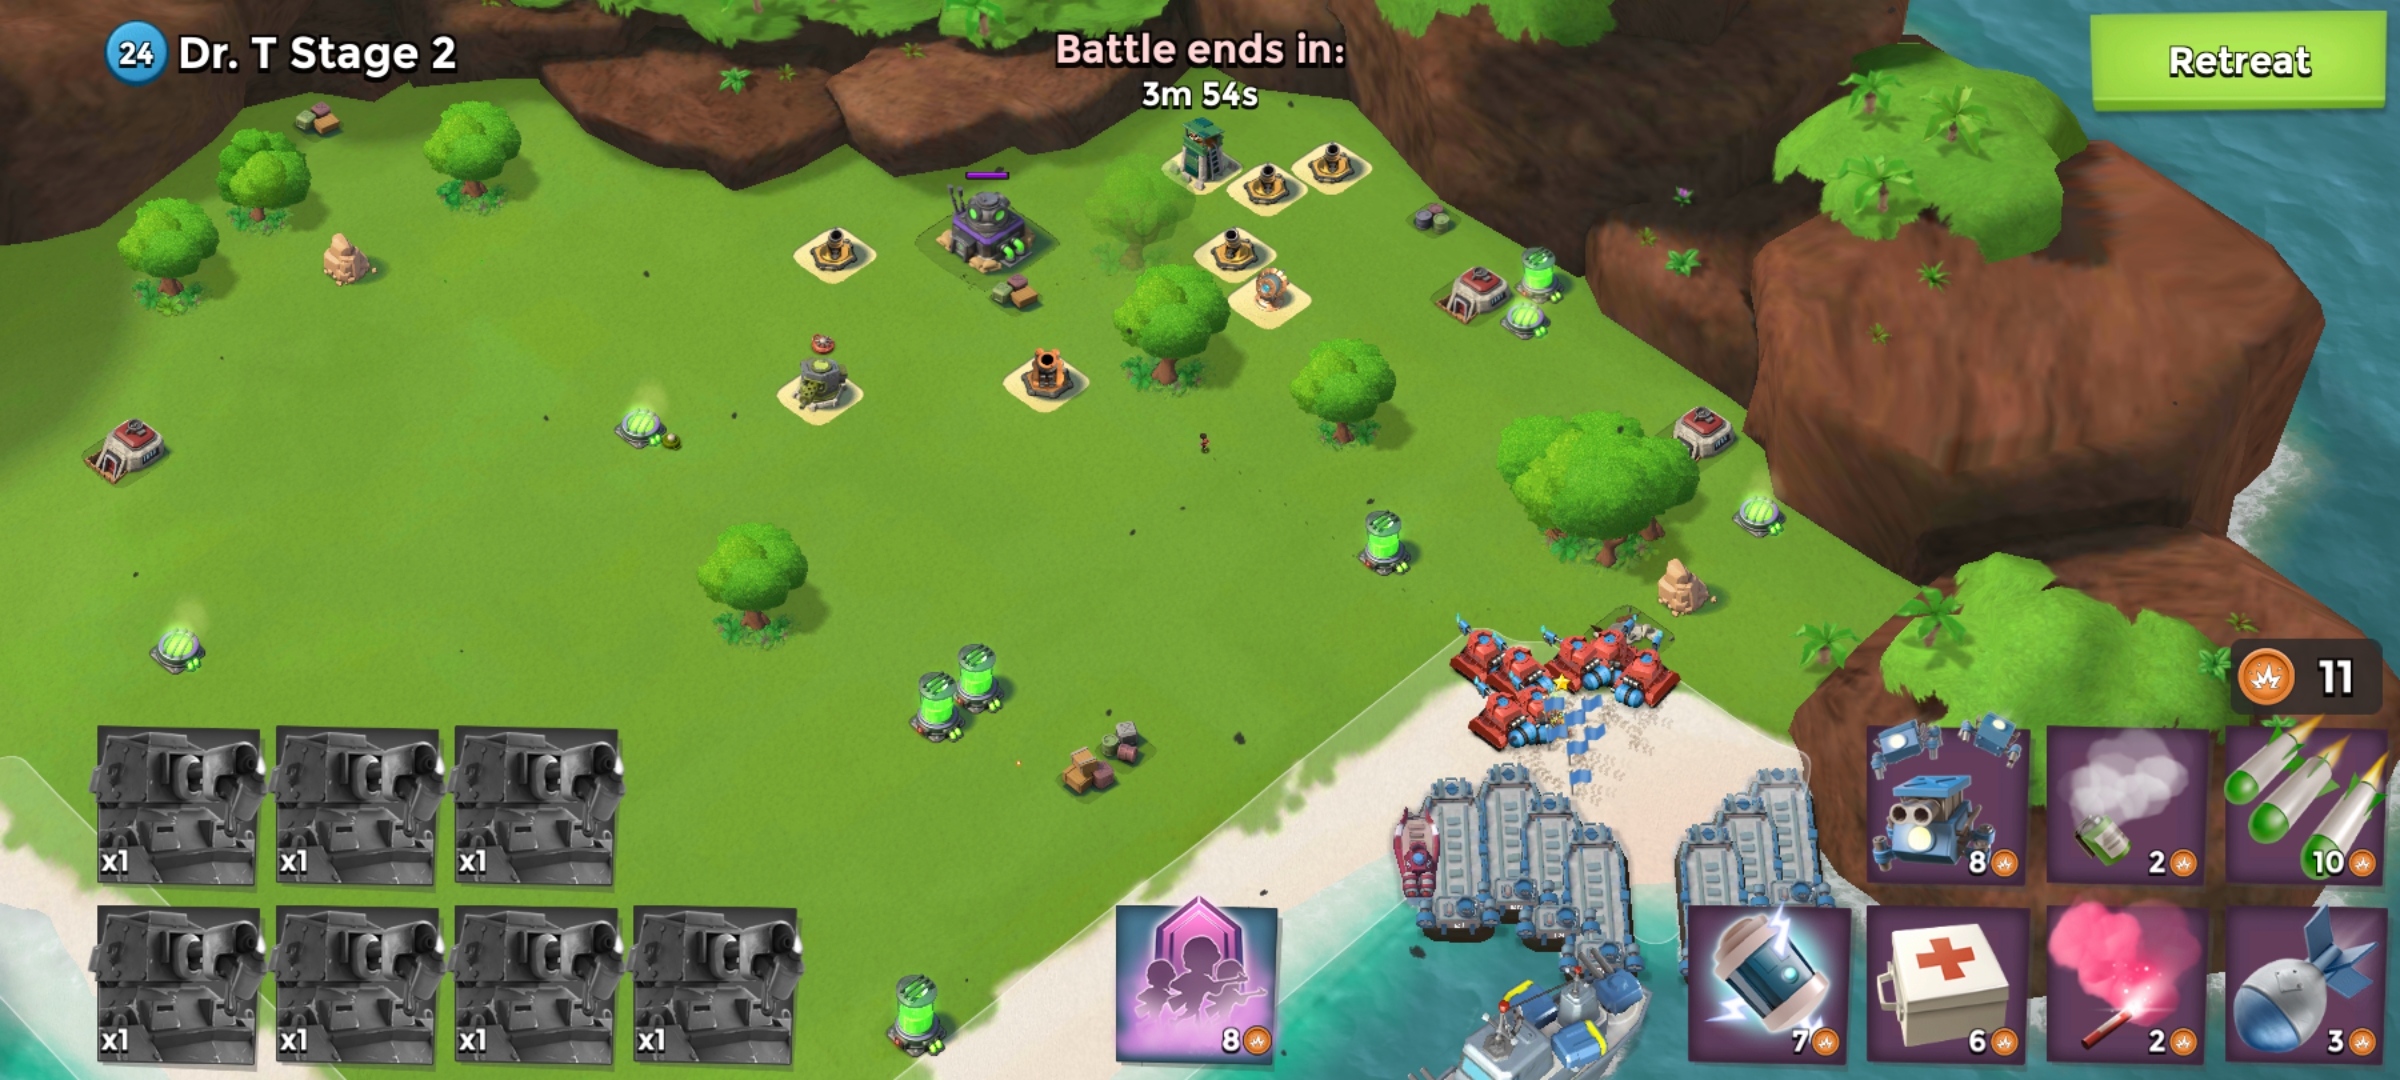 24 Dr. T Stage 2
Battle ends in:
3m 54s
Retreat
11
x1 x1 x1
8 2 10
x1 x1 x1 x1
8 7 6 2 3